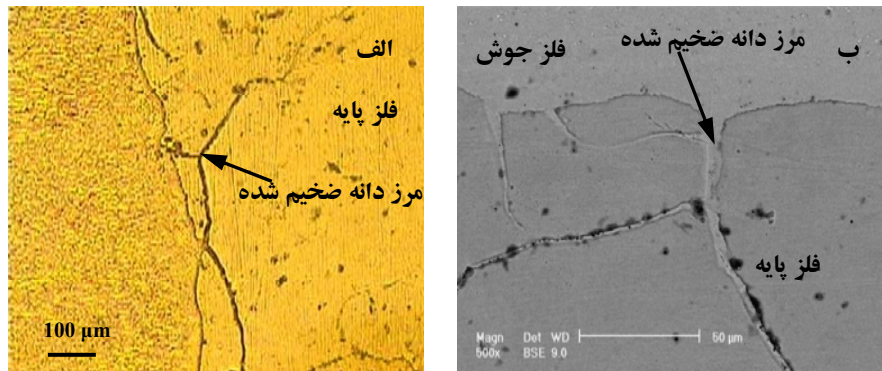 الف
فلز پایه
مرز دانه ضخیم شده
100 µm
ب
مرز دانه ضخیم شده
فلز جوش
فلز پایه
Magn Det WD 50 µm
500x BSE 9.0